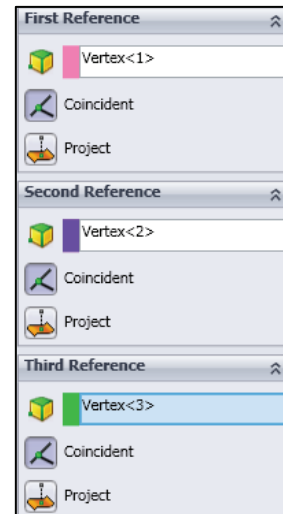 First Reference
Vertex<1>
Coincident
Project
Second Reference
Vertex<2>
Coincident
Project
Third Reference
Vertex<3>
Coincident
Project